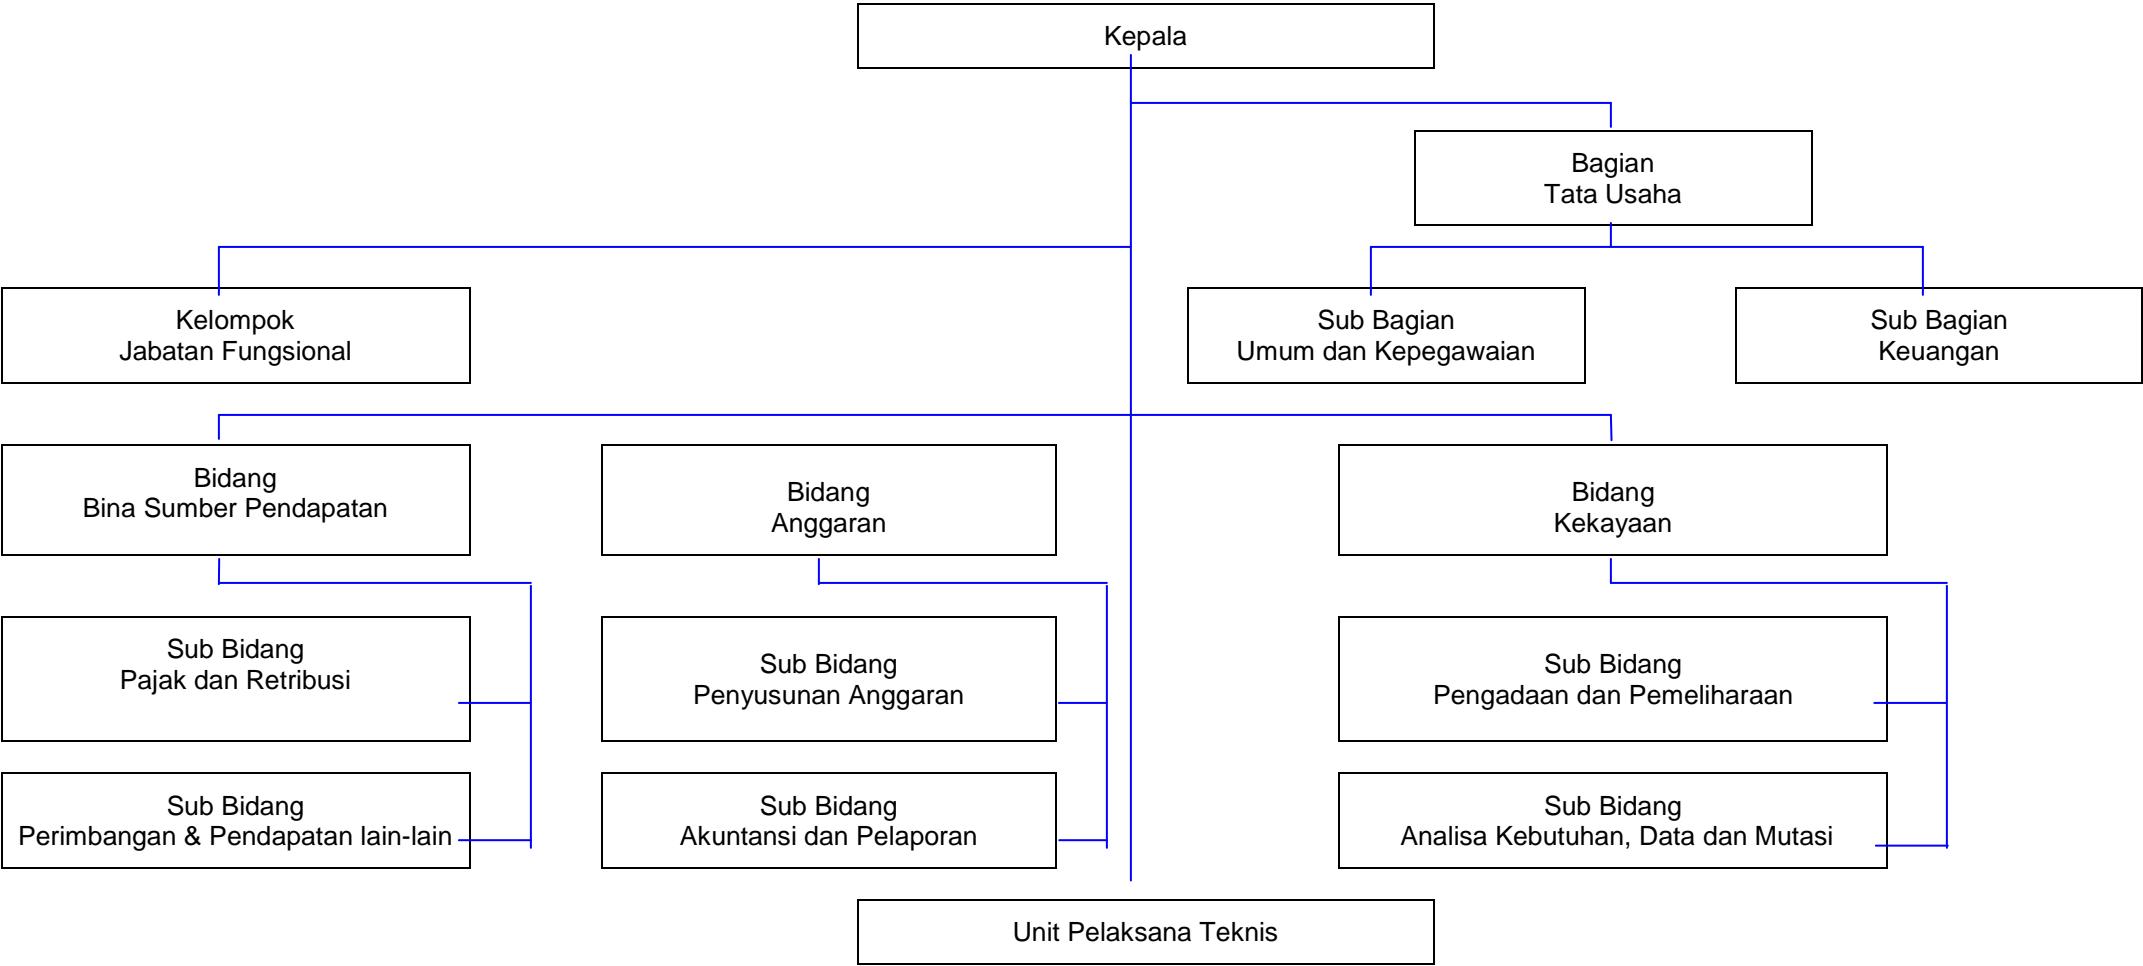 Kepala
Bagian
Tata Usaha
Kelompok
Jabatan Fungsional
Sub Bagian
Umum dan Kepegawaian
Sub Bagian
Keuangan
Bidang
Bina Sumber Pendapatan
Bidang
Anggaran
Bidang
Kekayaan
Sub Bidang
Pajak dan Retribusi
Sub Bidang
Penyusunan Anggaran
Sub Bidang
Pengadaan dan Pemeliharaan
Sub Bidang
Perimbangan & Pendapatan lain-lain
Sub Bidang
Akuntansi dan Pelaporan
Sub Bidang
Analisa Kebutuhan, Data dan Mutasi
Unit Pelaksana Teknis